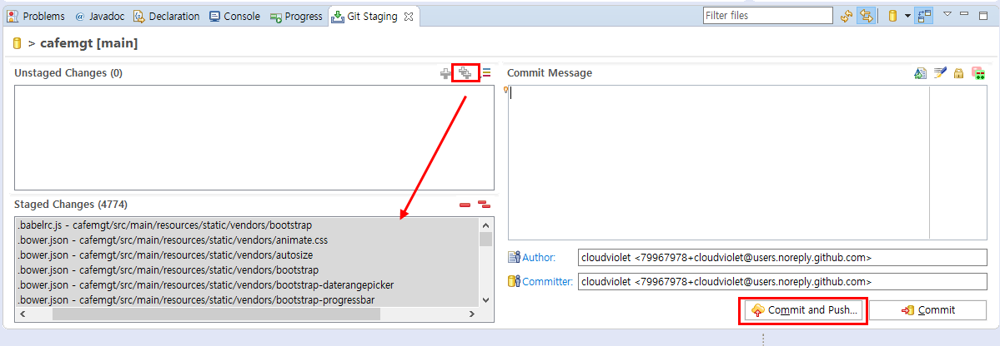 Problems @ Javadoc Declaration Console Progress Git Staging
Filter files
> cafemgt [main]
Unstaged Changes (0)
Commit Message
Staged Changes (4774)
.babelrc.js - cafemgt/src/main/resources/static/vendors/bootstrap
.bower.json - cafemgt/src/main/resources/static/vendors/animate.css
.bower.json - cafemgt/src/main/resources/static/vendors/autosize
.bower.json - cafemgt/src/main/resources/static/vendors/bootstrap
.bower.json - cafemgt/src/main/resources/static/vendors/bootstrap-daterangepicker
.bower.json - cafemgt/src/main/resources/static/vendors/bootstrap-progressbar
Author: cloudviolet <79967978+cloudviolet@users.noreply.github.com>
Committer: cloudviolet <79967978+cloudviolet@users.noreply.github.com>
Commit and Push... Commit